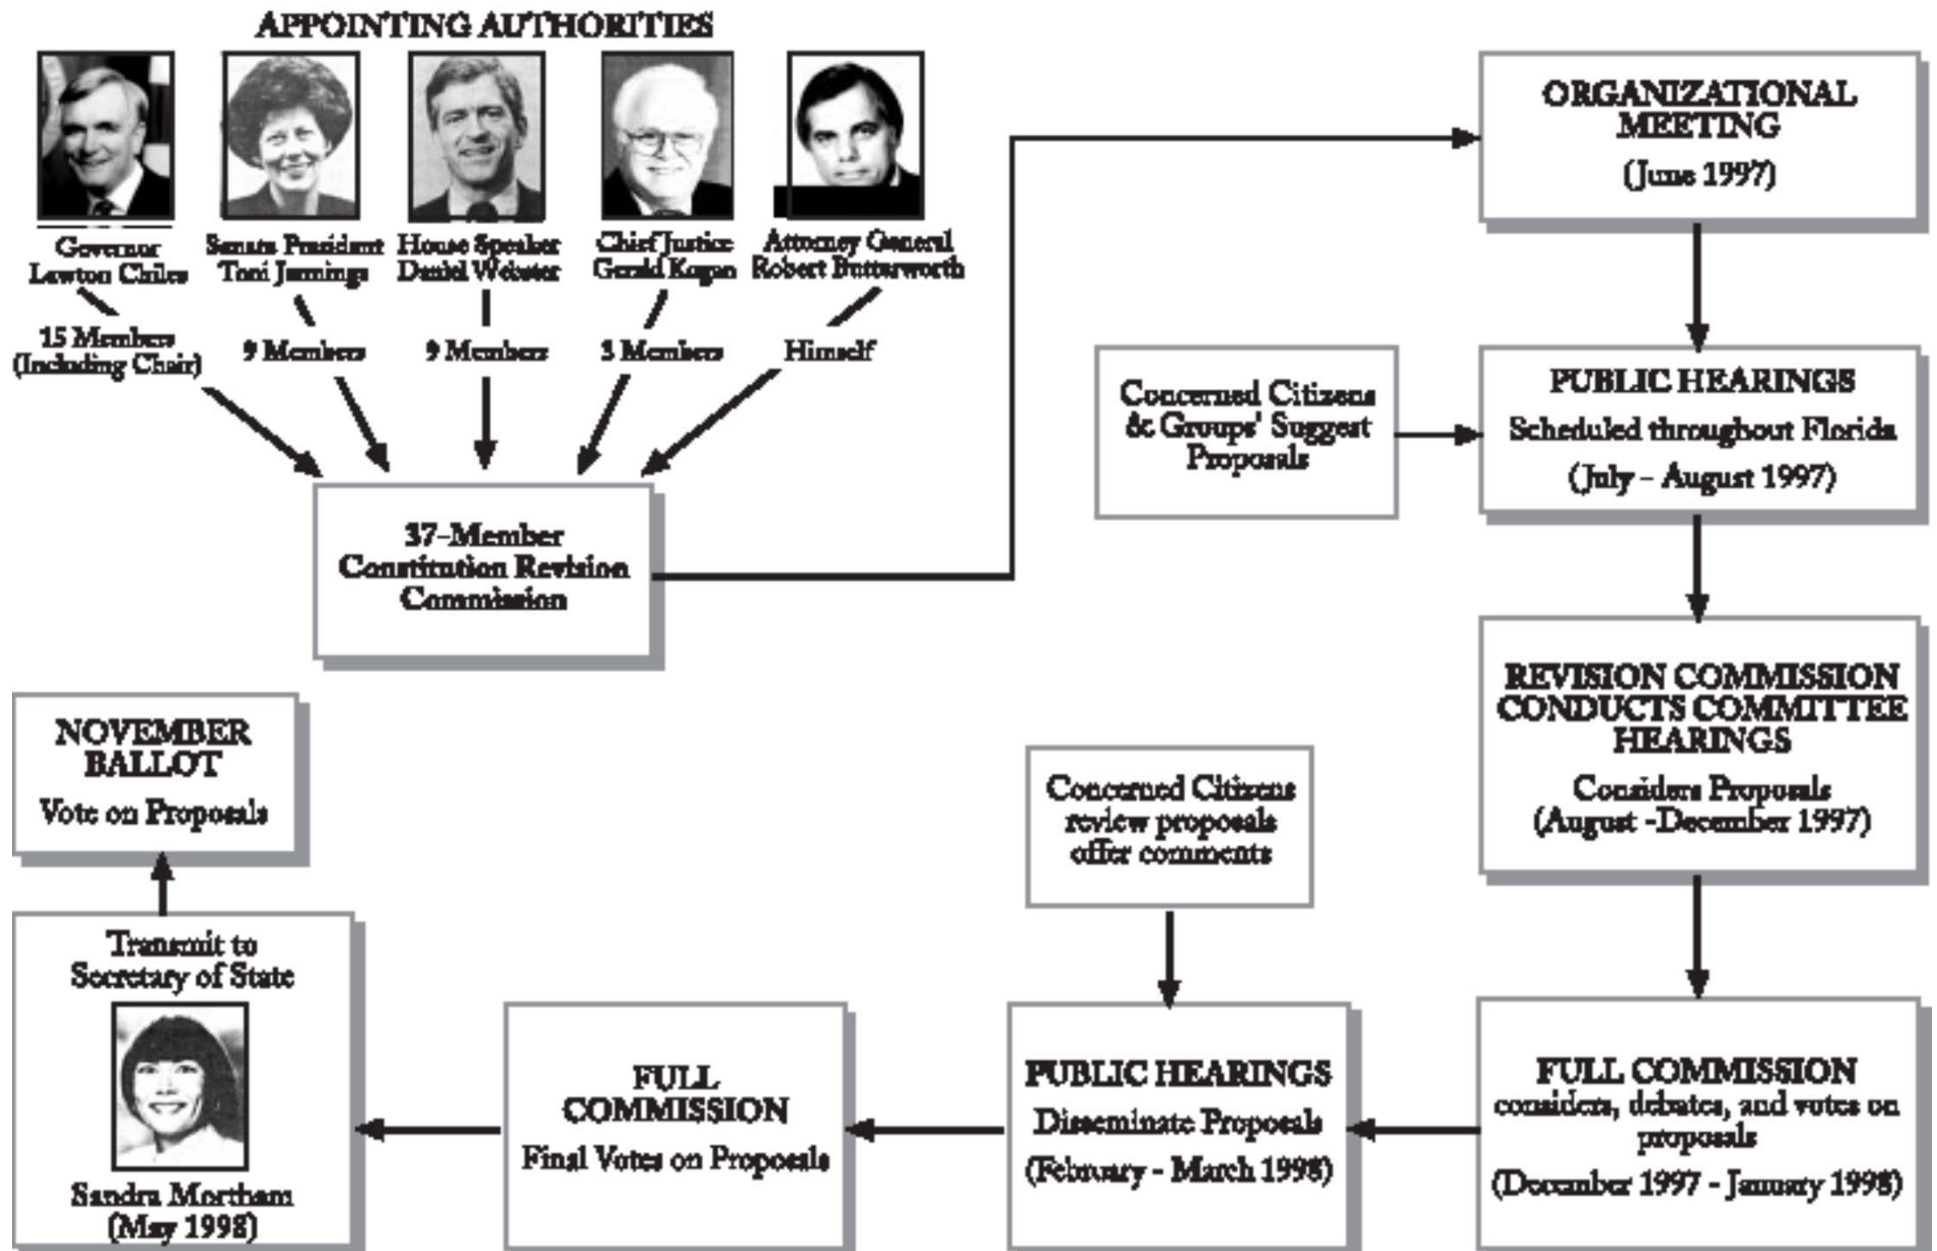 APPOINTING AUTHORITIES
Governor
Lawton Chiles
Senate President
Toni Jennings
House Speaker
Daniel Webster
Chief Justice
Gerald Kogan
Attorney General
Robert Butterworth
15 Members
(Including Chair)
9 Members
9 Members
3 Members
Himself
37-Member
Constitution Revision
Commission
ORGANIZATIONAL
MEETING
(June 1997)
Concerned Citizens
& Groups' Suggest
Proposals
PUBLIC HEARINGS
Scheduled throughout Florida
(July - August 1997)
REVISION COMMISSION
CONDUCTS COMMITTEE
HEARINGS
Considers Proposals
(August -December 1997)
FULL COMMISSION
considers, debates, and votes on
proposals
(December 1997 - January 1998)
Concerned Citizens
review proposals
offer comments
PUBLIC HEARINGS
Disseminate Proposals
(February - March 1998)
FULL
COMMISSION
Final Votes on Proposals
Transmit to
Secretary of State
Sandra Mortham
(May 1998)
NOVEMBER
BALLOT
Vote on Proposals